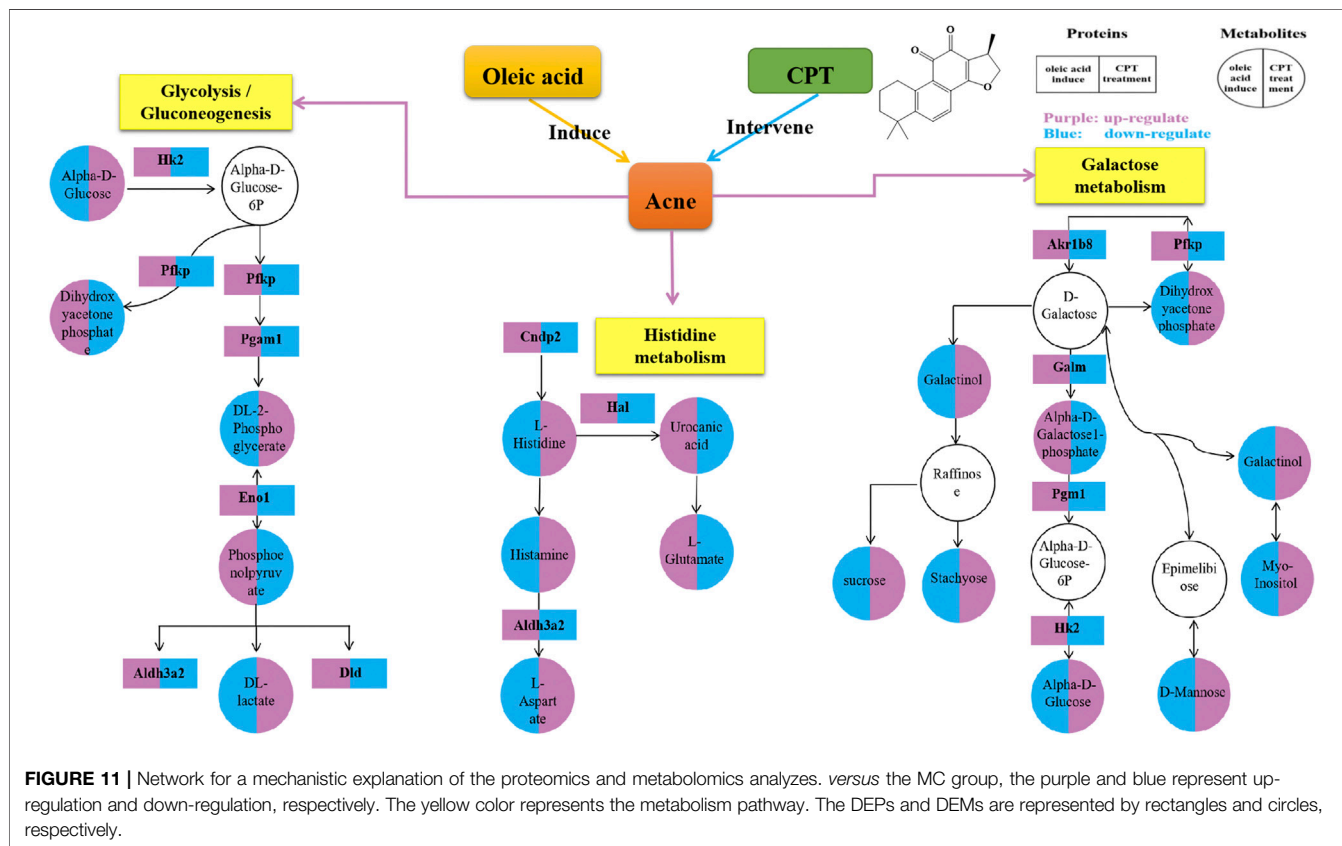 Oleic acid
CPT
Induce
Intervene
Acne
O
O
O
Proteins
oleic acid
induce
CPT
treatment
Metabolites
oleic
acid
induce
CPT
treat
ment
Purple: up-regulate
Blue: down-regulate
Glycolysis /
Gluconeogenesis
Alpha-D-
Glucose
Hk2
Alpha-D-
Glucose-
6P
Pfkp
Pfkp
Dihydrox
yacetone
phosphat
e
Pgam1
DL-2-
Phospho
glycerate
Eno1
Phosphoe
nolpyruv
ate
Aldh3a2
DL-
lactate
Dld
Histidine
metabolism
Cndp2
L-
Histidine
Hal
Urocanic
acid
Histamine
L-
Glutamate
Aldh3a2
L-
Aspart
ate
Galactose
metabolism
Akr1b8
Pfkp
D-
Galactose
Dihydrox
yacetone
phosphate
Galactinol
Galm
Alpha-D-
Galactose1-
phosphate
Raffinos
e
Pgm1
Galactinol
sucrose
Stachyose
Alpha-D-
Glucose-
6P
Epimelibi
ose
Myo-
Inositol
Hk2
Alpha-D-
Glucose
D-Mannose
FIGURE 11 | Network for a mechanistic explanation of the proteomics and metabolomics analyzes. versus the MC group, the purple and blue represent up-
regulation and down-regulation, respectively. The yellow color represents the metabolism pathway. The DEPs and DEMs are represented by rectangles and circles,
respectively.